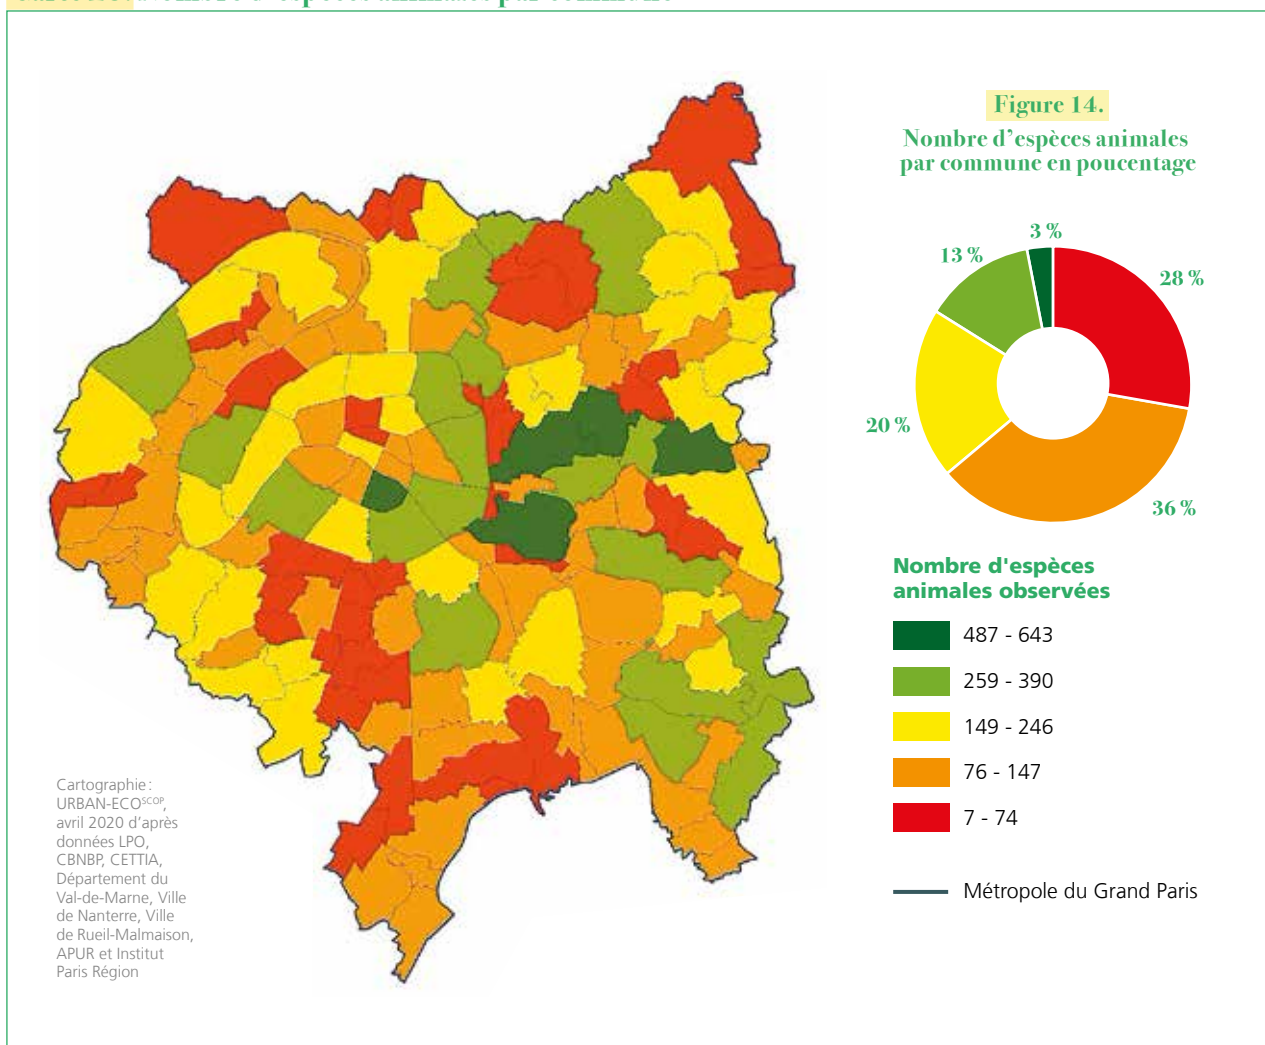 Figure 14.
Nombre d’espèces animales
par commune en poucentage
3 %
13 %
28 %
20 %
36 %
Nombre d'espèces
animales observées
487 - 643
259 - 390
149 - 246
76 - 147
7 - 74
Métropole du Grand Paris
Cartographie :
URBAN-ECOSCOP,
avril 2020 d’après
données LPO,
CBNBP, CETTIA,
Département du
Val-de-Marne, Ville
de Nanterre, Ville
de Rueil-Malmaison,
APUR et Institut
Paris Région